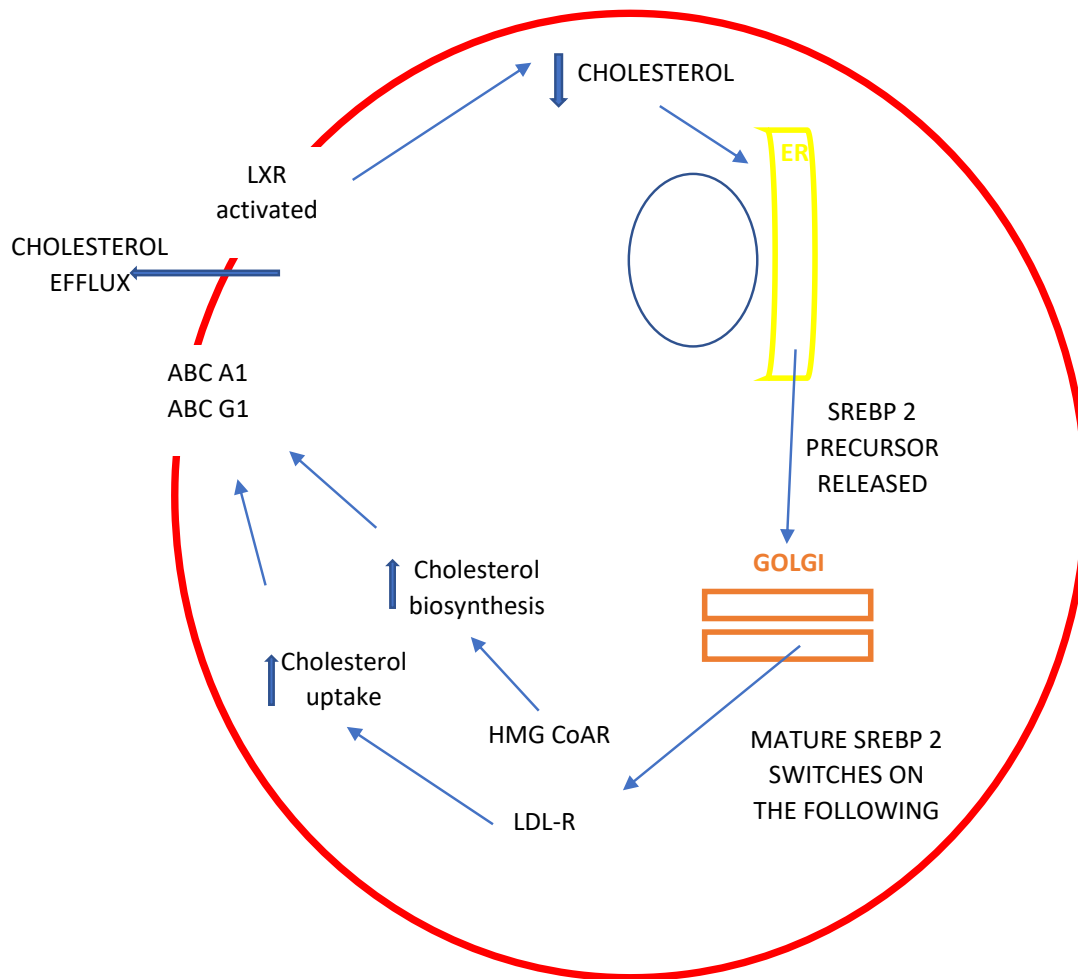 CHOLESTEROL
ER
LXR
activated
CHOLESTEROL
EFFLUX
ABC A1
ABC G1
SREBP 2
PRECURSOR
RELEASED
GOLGI
Cholesterol
biosynthesis
Cholesterol
uptake
HMG CoAR
MATURE SREBP 2
SWITCHES ON
THE FOLLOWING
LDL-R